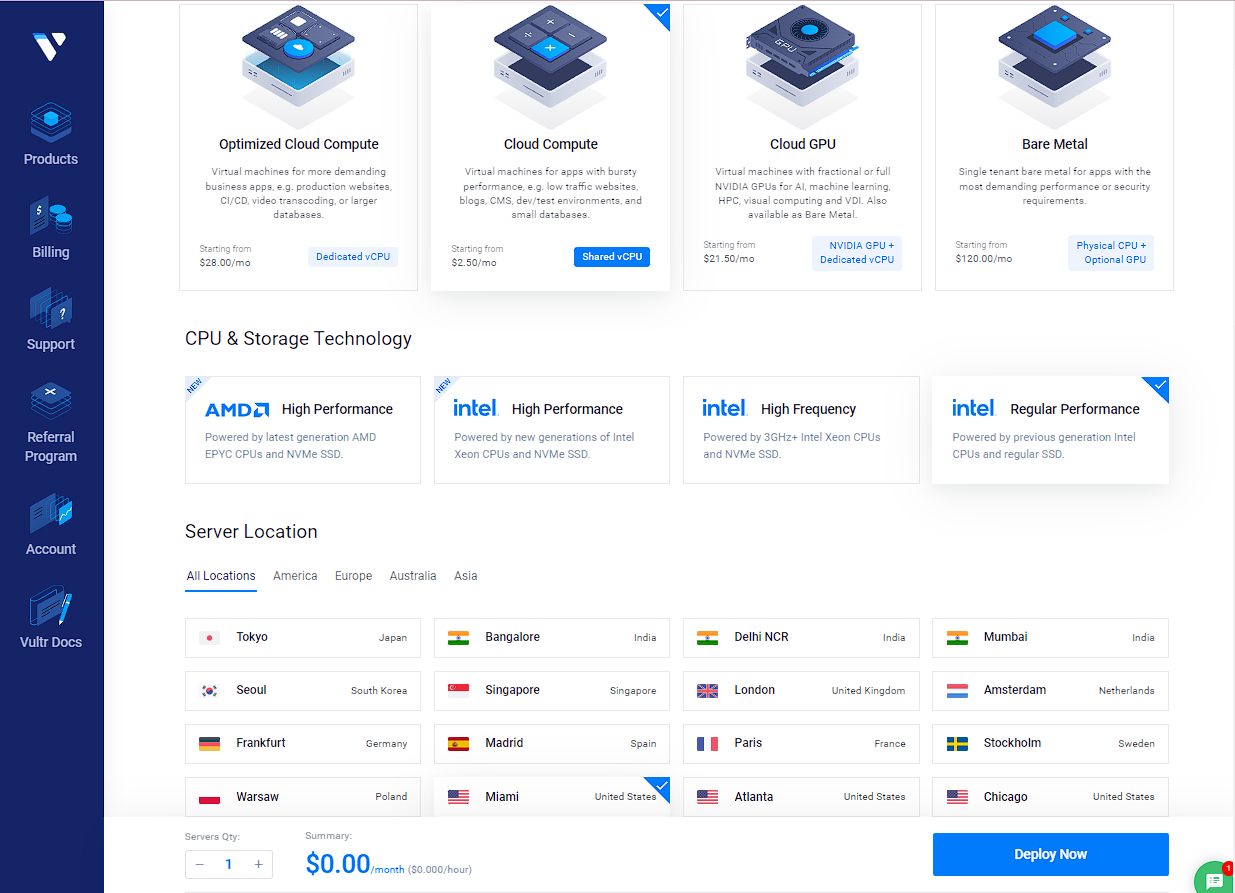 Products
Billing
Support
Referral
Program
Account
Vultr Docs
GPU
Optimized Cloud Compute
Virtual machines for more demanding
business apps, e.g. production websites,
CI/CD, video transcoding, or larger
databases.
Starting from
$28.00/mo
Dedicated vCPU
Cloud Compute
Virtual machines for apps with bursty
performance, e.g. low traffic websites,
blogs, CMS, dev/test environments, and
small databases.
Starting from
$2.50/mo
Shared vCPU
Cloud GPU
Virtual machines with fractional or full
NVIDIA GPUs for AI, machine learning,
HPC, visual computing and VDI. Also
available as Bare Metal.
Starting from
$21.50/mo
NVIDIA GPU +
Dedicated vCPU
Bare Metal
Single tenant bare metal for apps with the
most demanding performance or security
requirements.
Starting from
$120.00/mo
Physical CPU +
Optional GPU
CPU & Storage Technology
NEW
AMD High Performance
Powered by latest generation AMD
EPYC CPUs and NVMe SSD.
NEW
intel. High Performance
Powered by new generations of Intel
Xeon CPUs and NVMe SSD.
intel. High Frequency
Powered by 3GHz+ Intel Xeon CPUs
and NVMe SSD.
intel. Regular Performance
Powered by previous generation Intel
CPUs and regular SSD.
Server Location
All Locations America Europe Australia Asia
Tokyo Japan
Bangalore India
Delhi NCR India
Mumbai India
Seoul South Korea
Singapore Singapore
London United Kingdom
Amsterdam Netherlands
Frankfurt Germany
Madrid Spain
Paris France
Stockholm Sweden
Warsaw Poland
Miami United States
Atlanta United States
Chicago United States
Servers Qty:
− 1 +
Summary:
$0.00/month ($0.000/hour)
Deploy Now
1